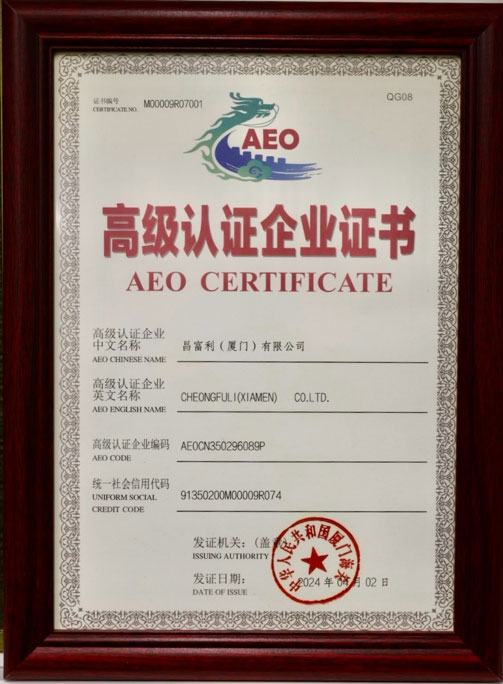 证书编号
CERTIFICATE NO.
M00009R07001
QG08
AEO
高级认证企业证书
AEO CERTIFICATE
高级认证企业
中文名称
AEO CHINESE NAME
昌富利(厦门)有限公司
高级认证企业
英文名称
AEO ENGLISH NAME
CHEONGFULI(XIAMEN) CO.LTD.
高级认证企业编码
AEO CODE
AEOCN350296089P
统一社会信用代码
UNIFORM SOCIAL
CREDIT CODE
91350200M00009R074
发证机关:(盖章)
ISSUING AUTHORITY
中华人民共和国厦门海关
发证日期:
DATE OF ISSUE
2024 年 04 月 02 日